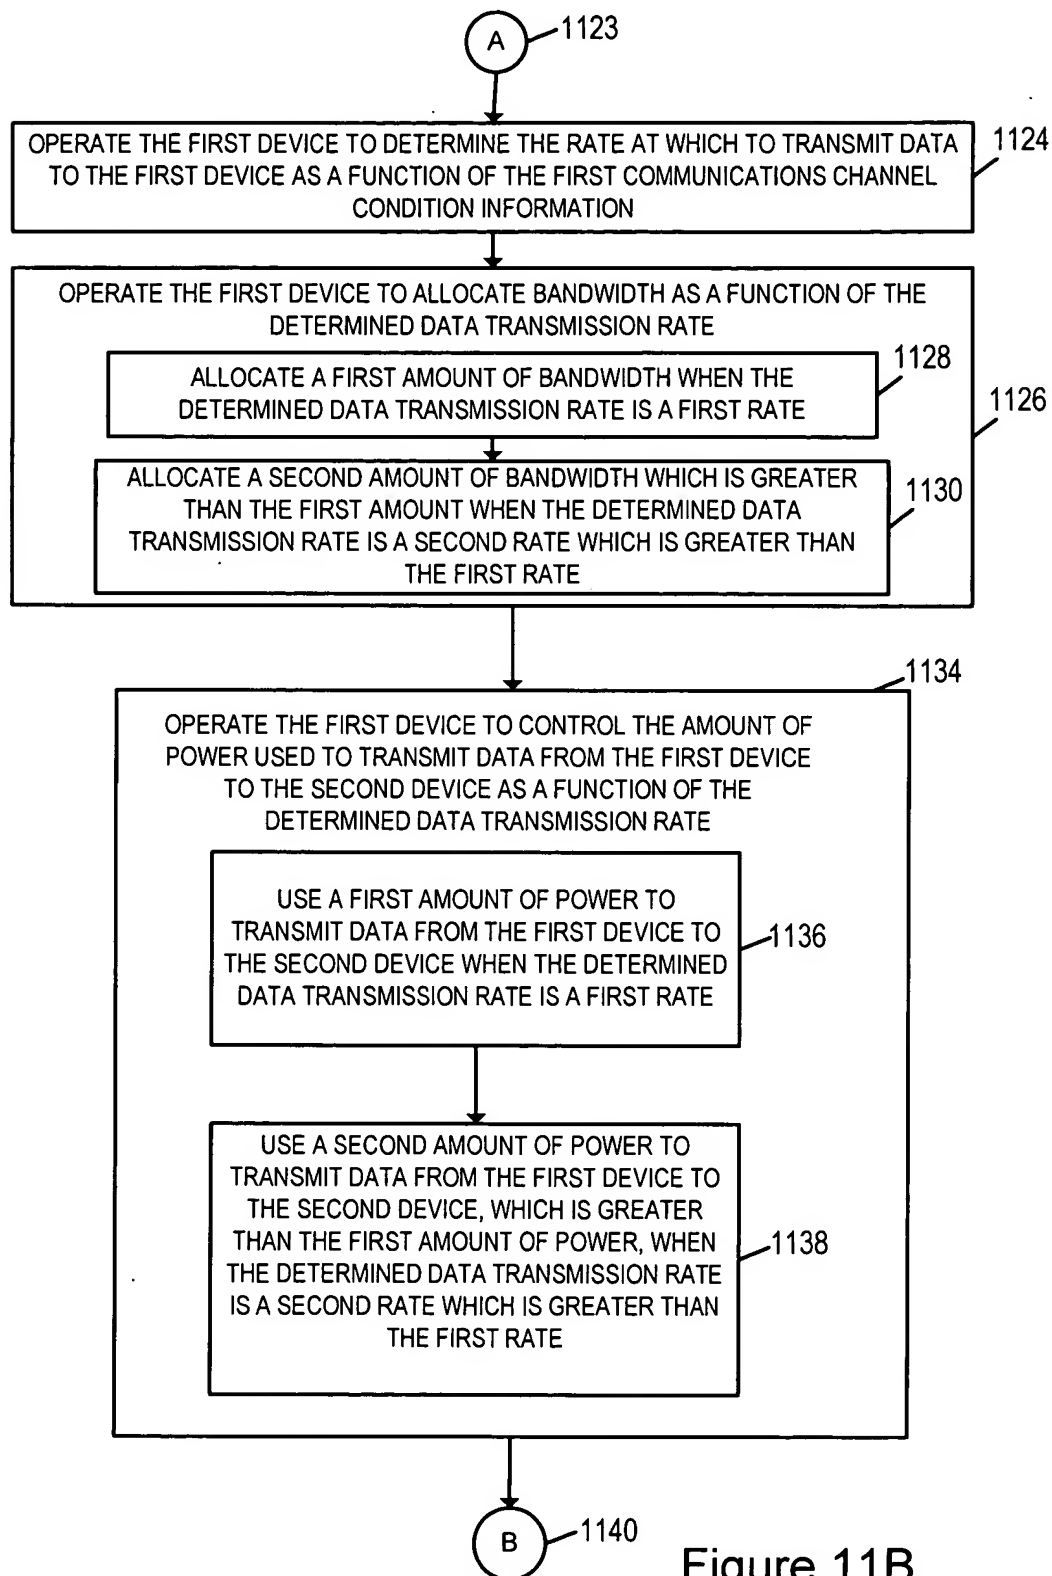 A
1123
OPERATE THE FIRST DEVICE TO DETERMINE THE RATE AT WHICH TO TRANSMIT DATA
TO THE FIRST DEVICE AS A FUNCTION OF THE FIRST COMMUNICATIONS CHANNEL
CONDITION INFORMATION
1124
OPERATE THE FIRST DEVICE TO ALLOCATE BANDWIDTH AS A FUNCTION OF THE
DETERMINED DATA TRANSMISSION RATE
1126
ALLOCATE A FIRST AMOUNT OF BANDWIDTH WHEN THE
DETERMINED DATA TRANSMISSION RATE IS A FIRST RATE
1128
ALLOCATE A SECOND AMOUNT OF BANDWIDTH WHICH IS GREATER
THAN THE FIRST AMOUNT WHEN THE DETERMINED DATA
TRANSMISSION RATE IS A SECOND RATE WHICH IS GREATER THAN
THE FIRST RATE
1130
1134
OPERATE THE FIRST DEVICE TO CONTROL THE AMOUNT OF
POWER USED TO TRANSMIT DATA FROM THE FIRST DEVICE
TO THE SECOND DEVICE AS A FUNCTION OF THE
DETERMINED DATA TRANSMISSION RATE
USE A FIRST AMOUNT OF POWER TO
TRANSMIT DATA FROM THE FIRST DEVICE TO
THE SECOND DEVICE WHEN THE DETERMINED
DATA TRANSMISSION RATE IS A FIRST RATE
1136
USE A SECOND AMOUNT OF POWER TO
TRANSMIT DATA FROM THE FIRST DEVICE TO
THE SECOND DEVICE, WHICH IS GREATER
THAN THE FIRST AMOUNT OF POWER, WHEN
THE DETERMINED DATA TRANSMISSION RATE
IS A SECOND RATE WHICH IS GREATER THAN
THE FIRST RATE
1138
B
1140
Figure 11B